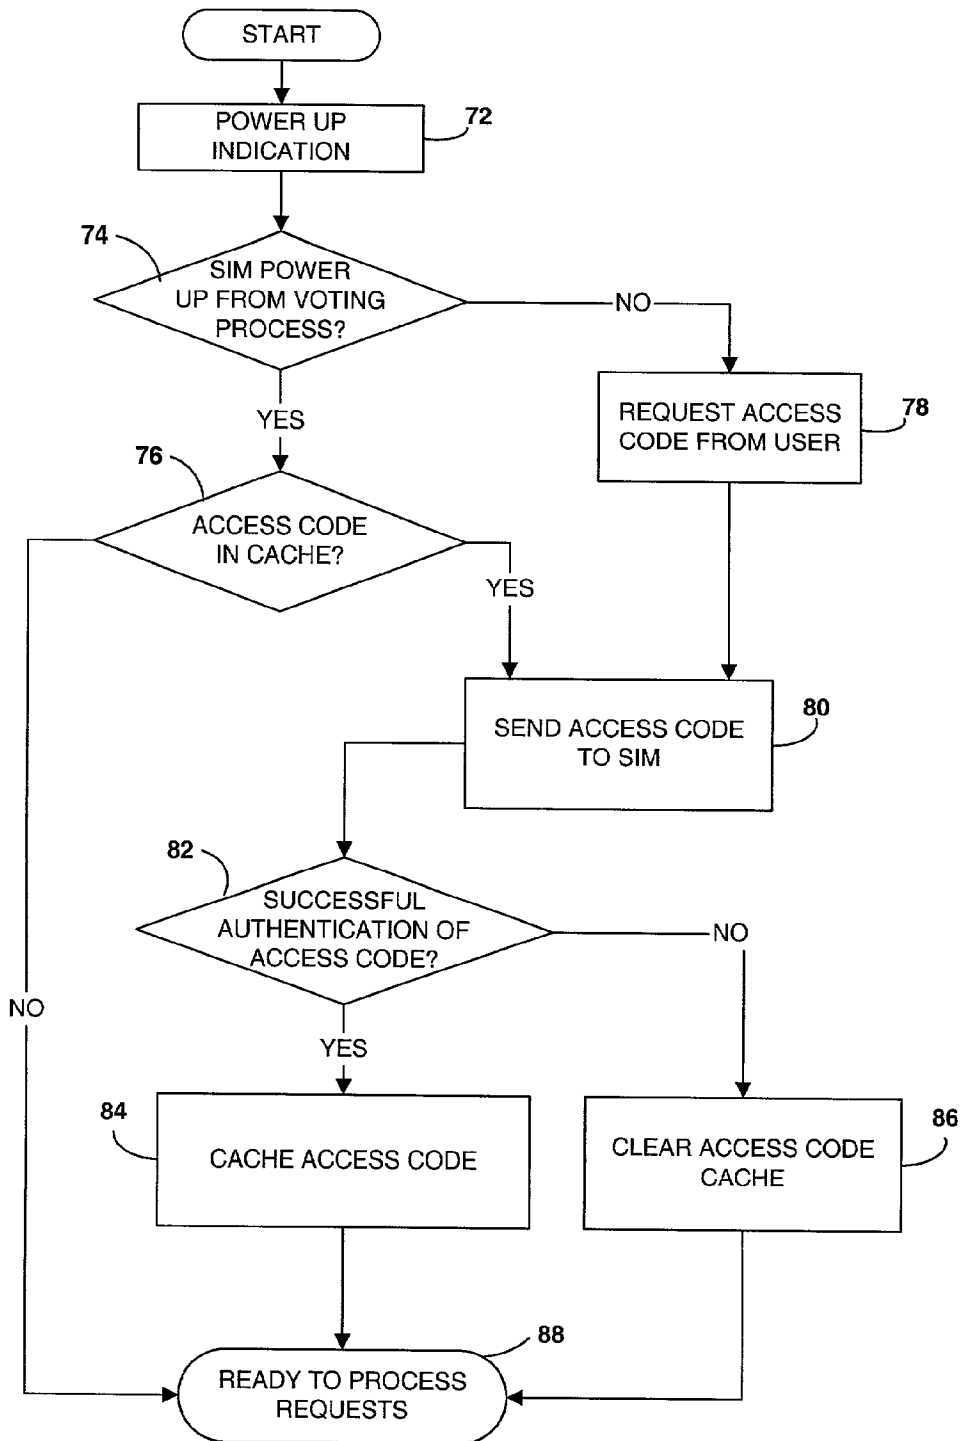 START
POWER UP
INDICATION
72
74
SIM POWER
UP FROM VOTING
PROCESS?
NO
YES
REQUEST ACCESS
CODE FROM USER
78
76
ACCESS CODE
IN CACHE?
YES
SEND ACCESS CODE
TO SIM
80
82
SUCCESSFUL
AUTHENTICATION OF
ACCESS CODE?
NO
NO
YES
84
CACHE ACCESS CODE
CLEAR ACCESS CODE
CACHE
86
88
READY TO PROCESS
REQUESTS